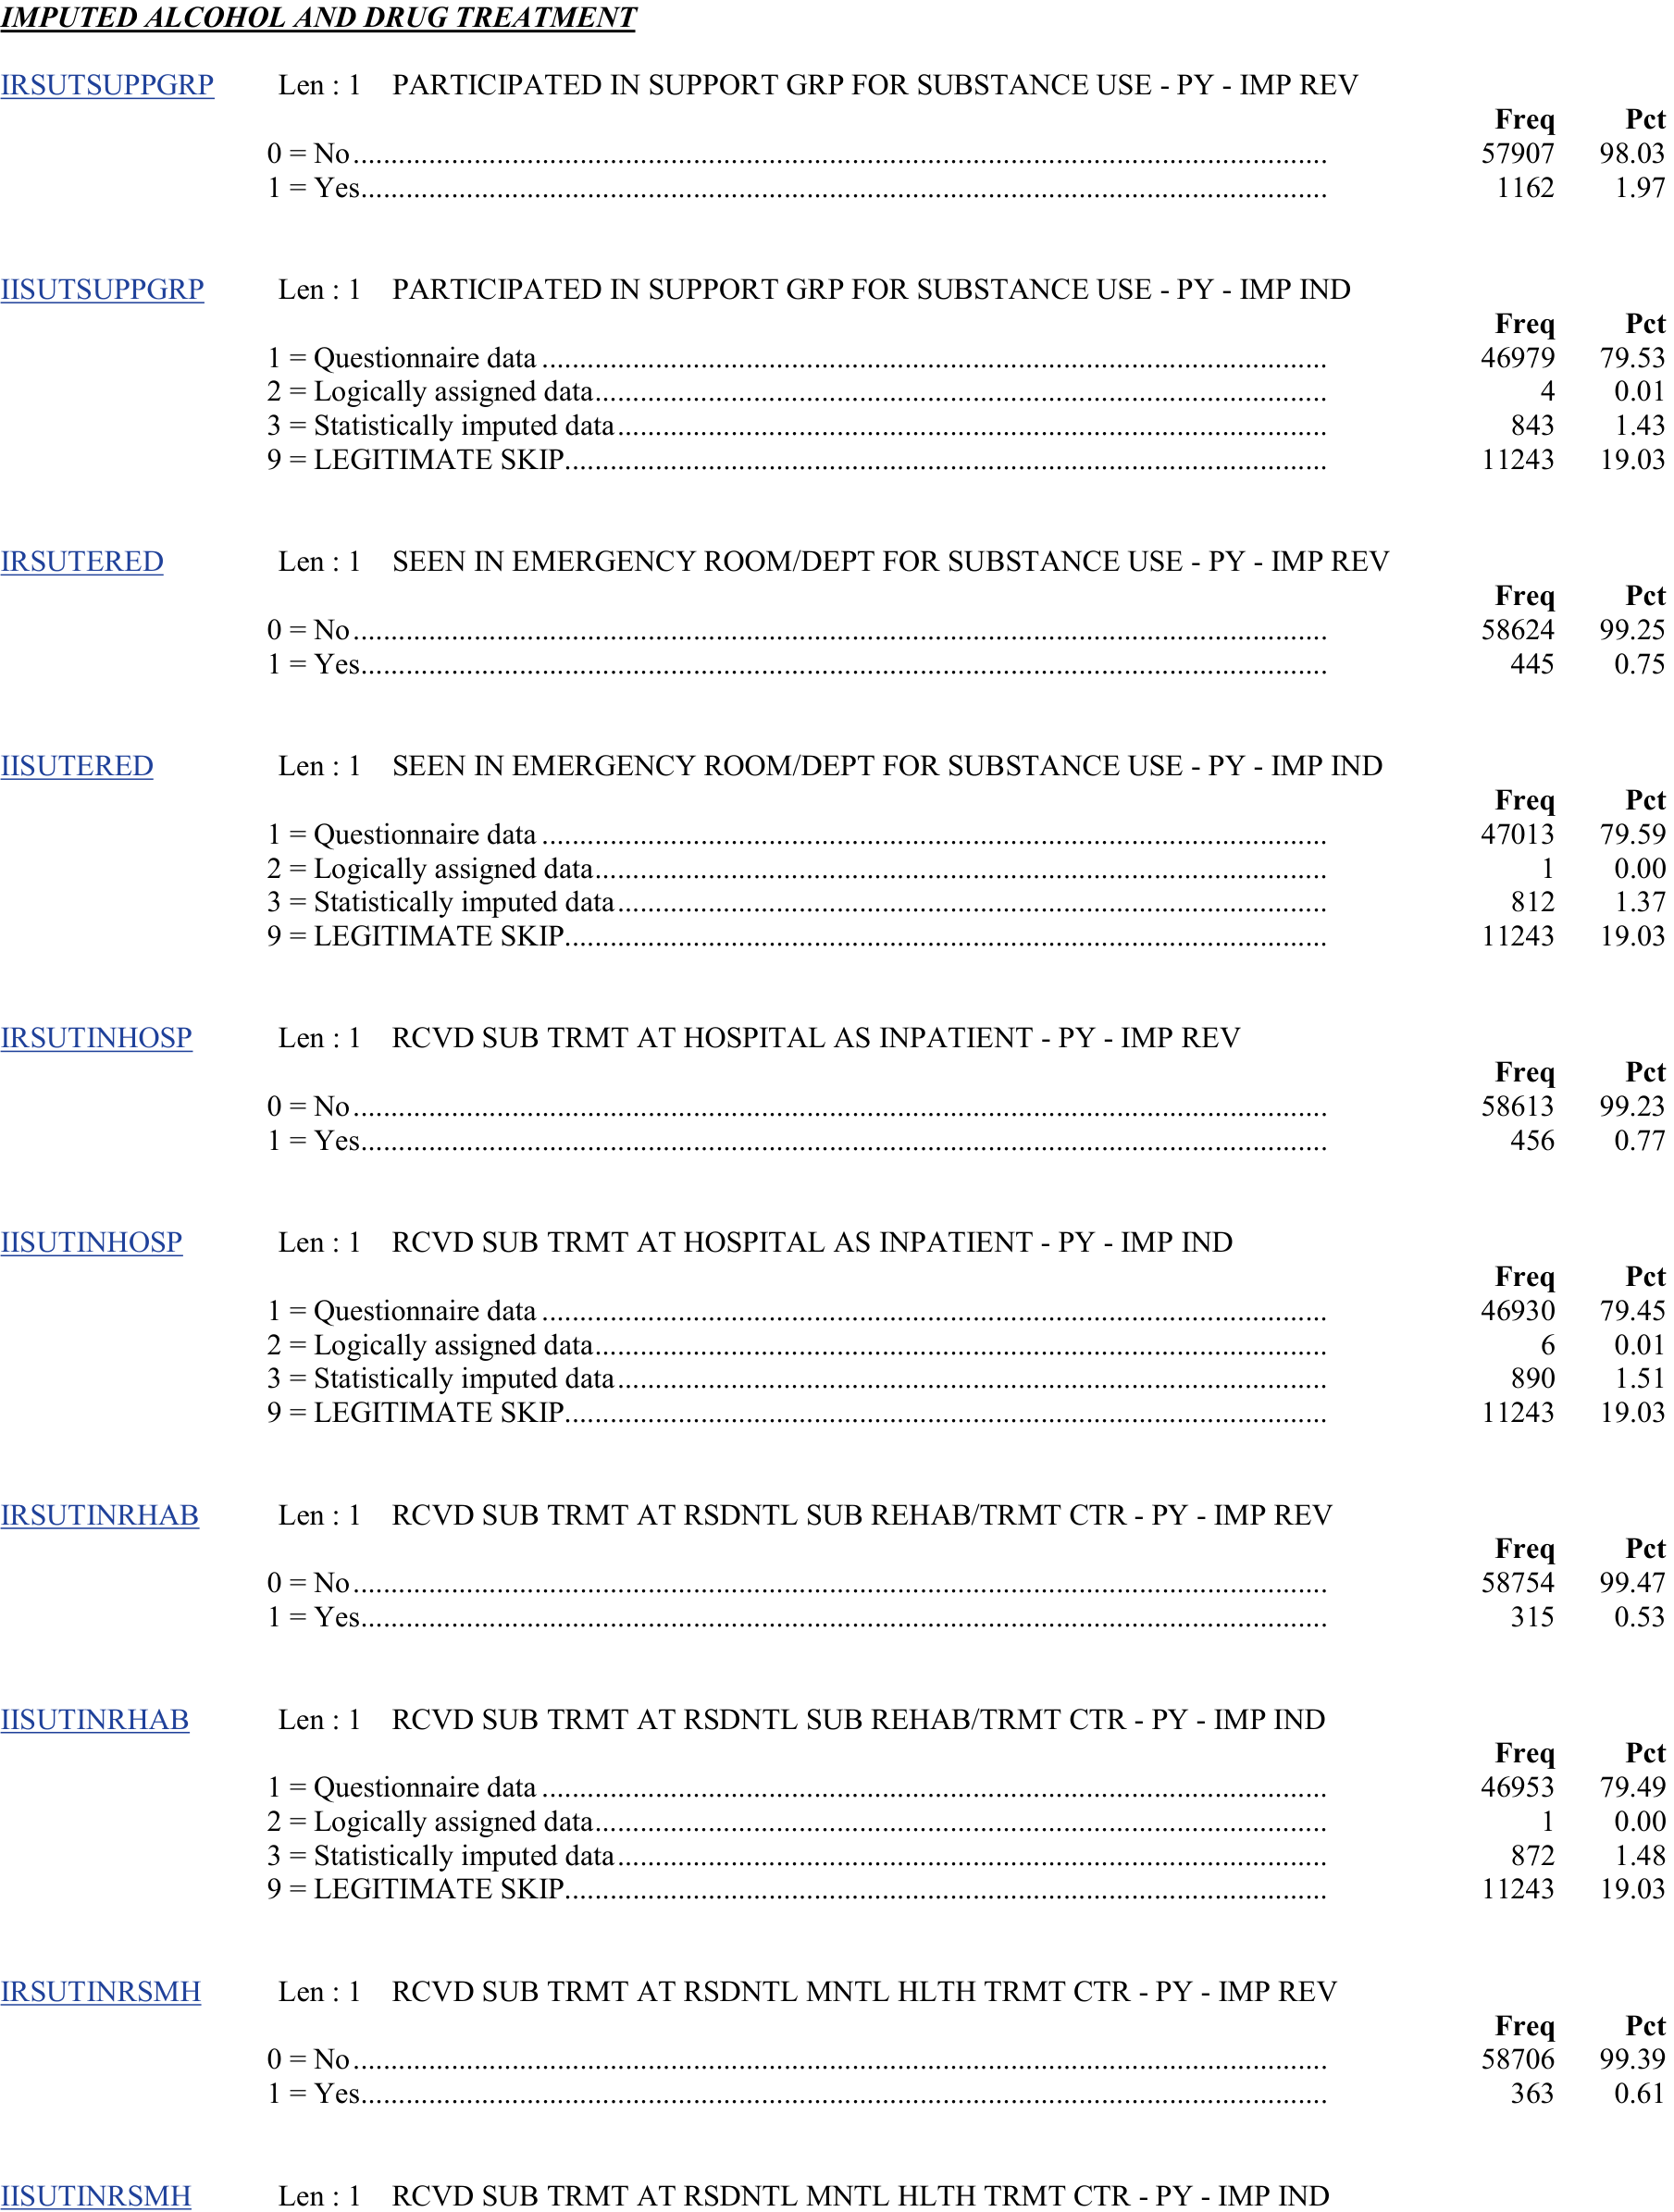 IMPUTED ALCOHOL AND DRUG TREATMENT
IRSUTSUPPGRP Len : 1 PARTICIPATED IN SUPPORT GRP FOR SUBSTANCE USE - PY - IMP REV
Freq Pct
0 = No 57907 98.03
1 = Yes 1162 1.97
IISUTSUPPGRP Len : 1 PARTICIPATED IN SUPPORT GRP FOR SUBSTANCE USE - PY - IMP IND
Freq Pct
1 = Questionnaire data 46979 79.53
2 = Logically assigned data 4 0.01
3 = Statistically imputed data 843 1.43
9 = LEGITIMATE SKIP 11243 19.03
IRSUTERED Len : 1 SEEN IN EMERGENCY ROOM/DEPT FOR SUBSTANCE USE - PY - IMP REV
Freq Pct
0 = No 58624 99.25
1 = Yes 445 0.75
IISUTERED Len : 1 SEEN IN EMERGENCY ROOM/DEPT FOR SUBSTANCE USE - PY - IMP IND
Freq Pct
1 = Questionnaire data 47013 79.59
2 = Logically assigned data 1 0.00
3 = Statistically imputed data 812 1.37
9 = LEGITIMATE SKIP 11243 19.03
IRSUTINHOSP Len : 1 RCVD SUB TRMT AT HOSPITAL AS INPATIENT - PY - IMP REV
Freq Pct
0 = No 58613 99.23
1 = Yes 456 0.77
IISUTINHOSP Len : 1 RCVD SUB TRMT AT HOSPITAL AS INPATIENT - PY - IMP IND
Freq Pct
1 = Questionnaire data 46930 79.45
2 = Logically assigned data 6 0.01
3 = Statistically imputed data 890 1.51
9 = LEGITIMATE SKIP 11243 19.03
IRSUTINRHAB Len : 1 RCVD SUB TRMT AT RSDNTL SUB REHAB/TRMT CTR - PY - IMP REV
Freq Pct
0 = No 58754 99.47
1 = Yes 315 0.53
IISUTINRHAB Len : 1 RCVD SUB TRMT AT RSDNTL SUB REHAB/TRMT CTR - PY - IMP IND
Freq Pct
1 = Questionnaire data 46953 79.49
2 = Logically assigned data 1 0.00
3 = Statistically imputed data 872 1.48
9 = LEGITIMATE SKIP 11243 19.03
IRSUTINRSMH Len : 1 RCVD SUB TRMT AT RSDNTL MNTL HLTH TRMT CTR - PY - IMP REV
Freq Pct
0 = No 58706 99.39
1 = Yes 363 0.61
IISUTINRSMH Len : 1 RCVD SUB TRMT AT RSDNTL MNTL HLTH TRMT CTR - PY - IMP IND